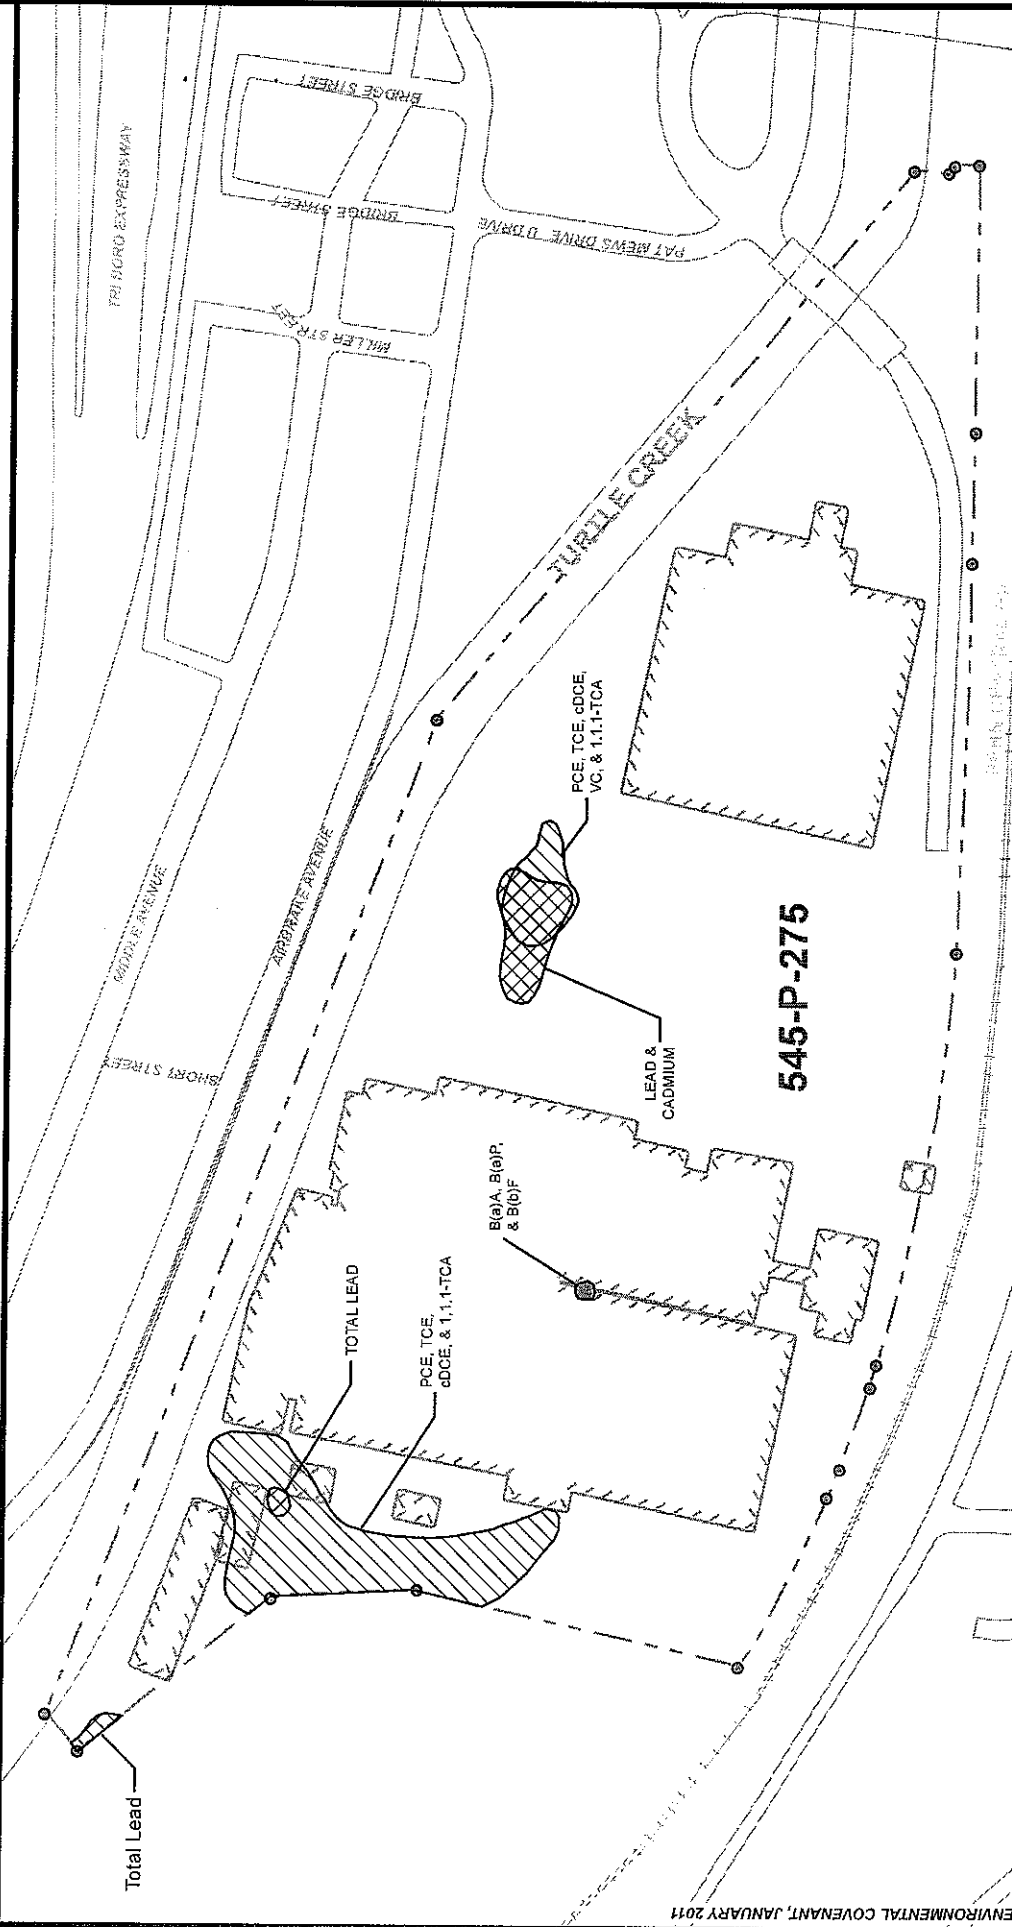 TRI BORO EXPRESSWAY
BRIDGE STREET
BRIDGE STREET
MILLER STREET
PAT MEWS DRIVE
TURTLE CREEK
MIDDLE AVENUE
AIRBRAKE AVENUE
SHORT STREET
PCE, TCE, cDCE,
VC, & 1,1,1-TCA
LEAD &
CADMIUM
545-P-275
B(a)A, B(a)P,
& B(b)F
TOTAL LEAD
PCE, TCE,
cDCE, & 1,1,1-TCA
Total Lead
ENVIRONMENTAL COVENANT, JANUARY 2011